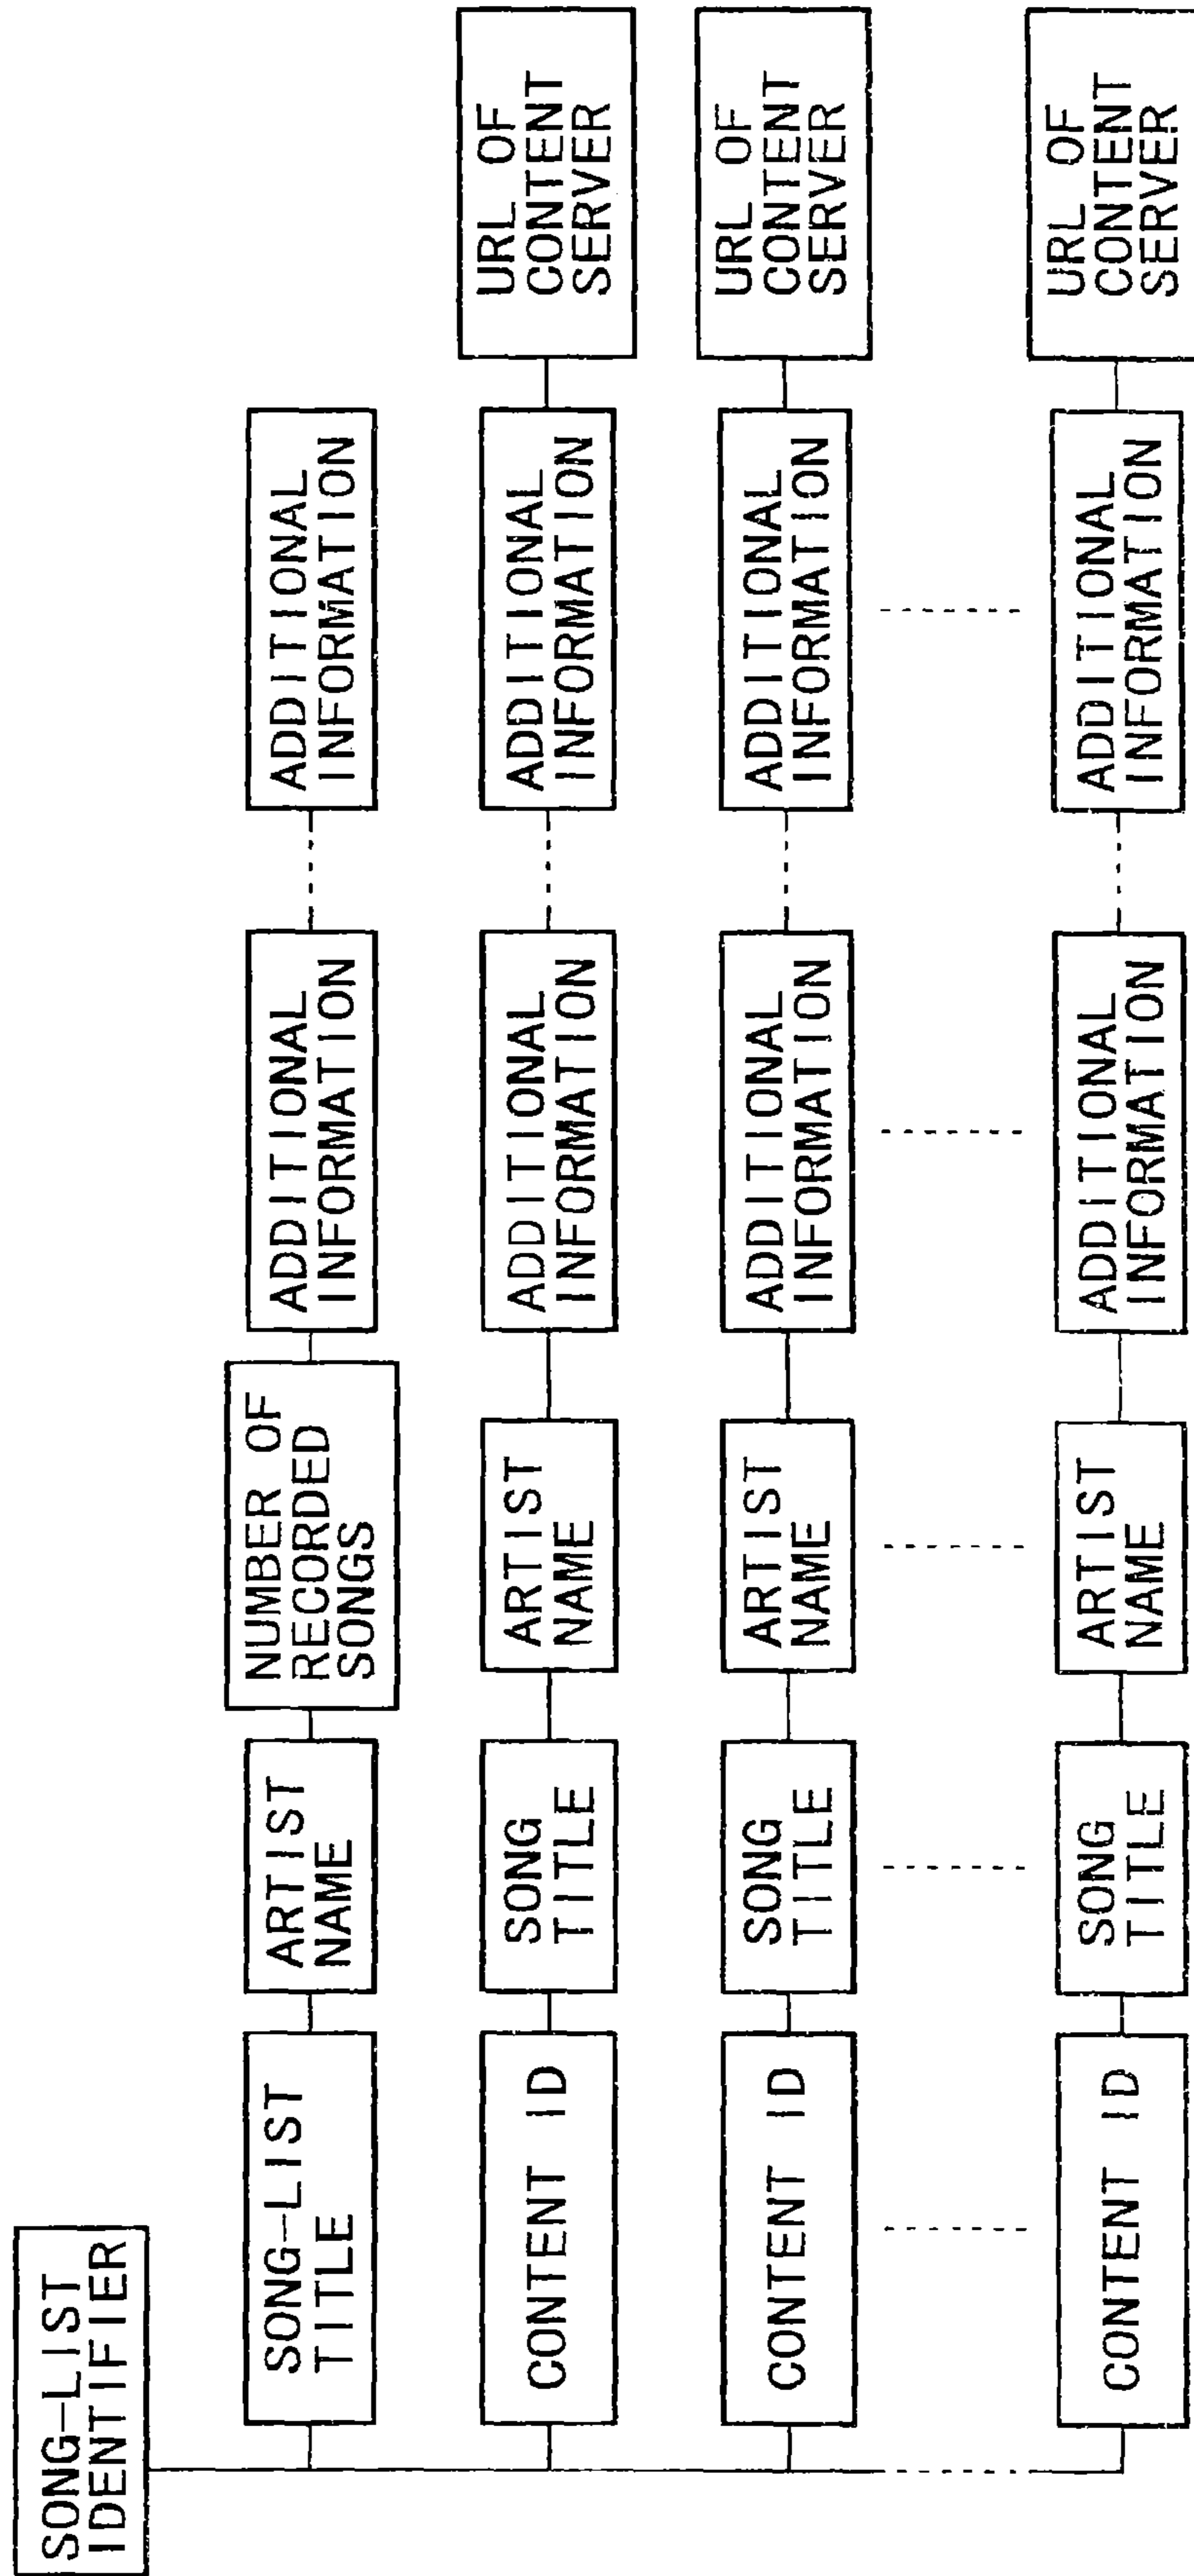 SONG-LIST
IDENTIFIER
SONG-LIST
TITLE
ARTIST
NAME
NUMBER OF
RECORDED
SONGS
ADDITIONAL
INFORMATION
ADDITIONAL
INFORMATION
CONTENT ID
SONG
TITLE
ARTIST
NAME
ADDITIONAL
INFORMATION
ADDITIONAL
INFORMATION
URL OF
CONTENT
SERVER
CONTENT ID
SONG
TITLE
ARTIST
NAME
ADDITIONAL
INFORMATION
ADDITIONAL
INFORMATION
URL OF
CONTENT
SERVER
CONTENT ID
SONG
TITLE
ARTIST
NAME
ADDITIONAL
INFORMATION
ADDITIONAL
INFORMATION
URL OF
CONTENT
SERVER